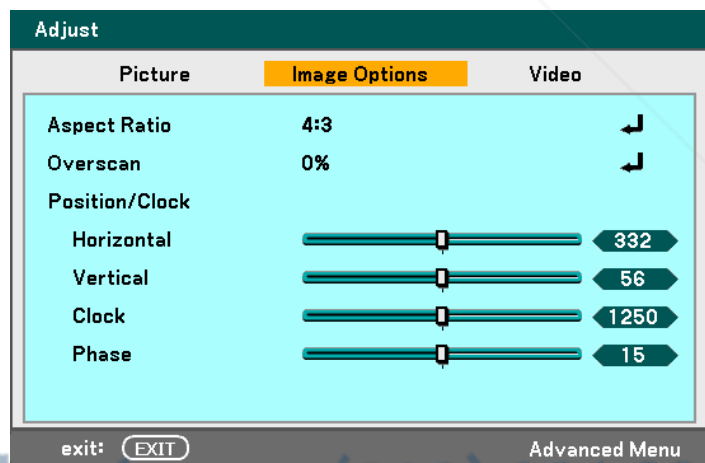 Adjust
Picture Image Options Video
Aspect Ratio 4:3
Overscan 0%
Position/Clock
Horizontal 332
Vertical 56
Clock 1250
Phase 15
exit: EXIT Advanced Menu